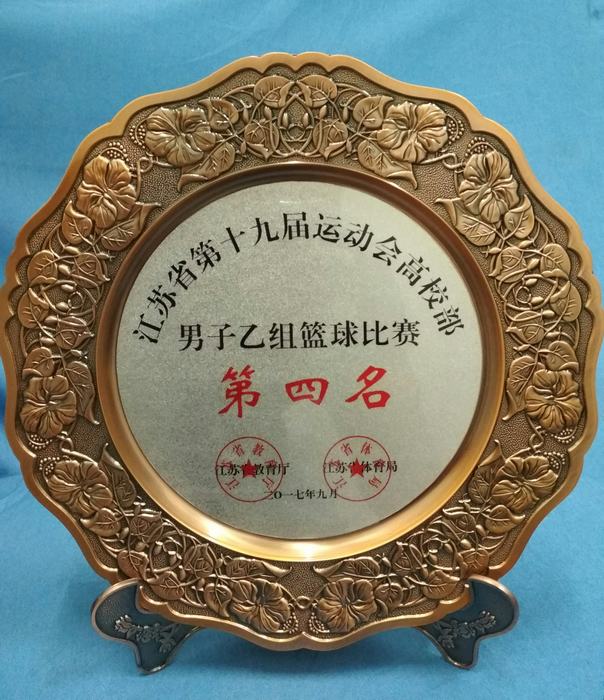 江苏省第十九届运动会高校部
男子乙组篮球比赛
第四名
江苏省教育厅 江苏省体育局
二〇一七年九月